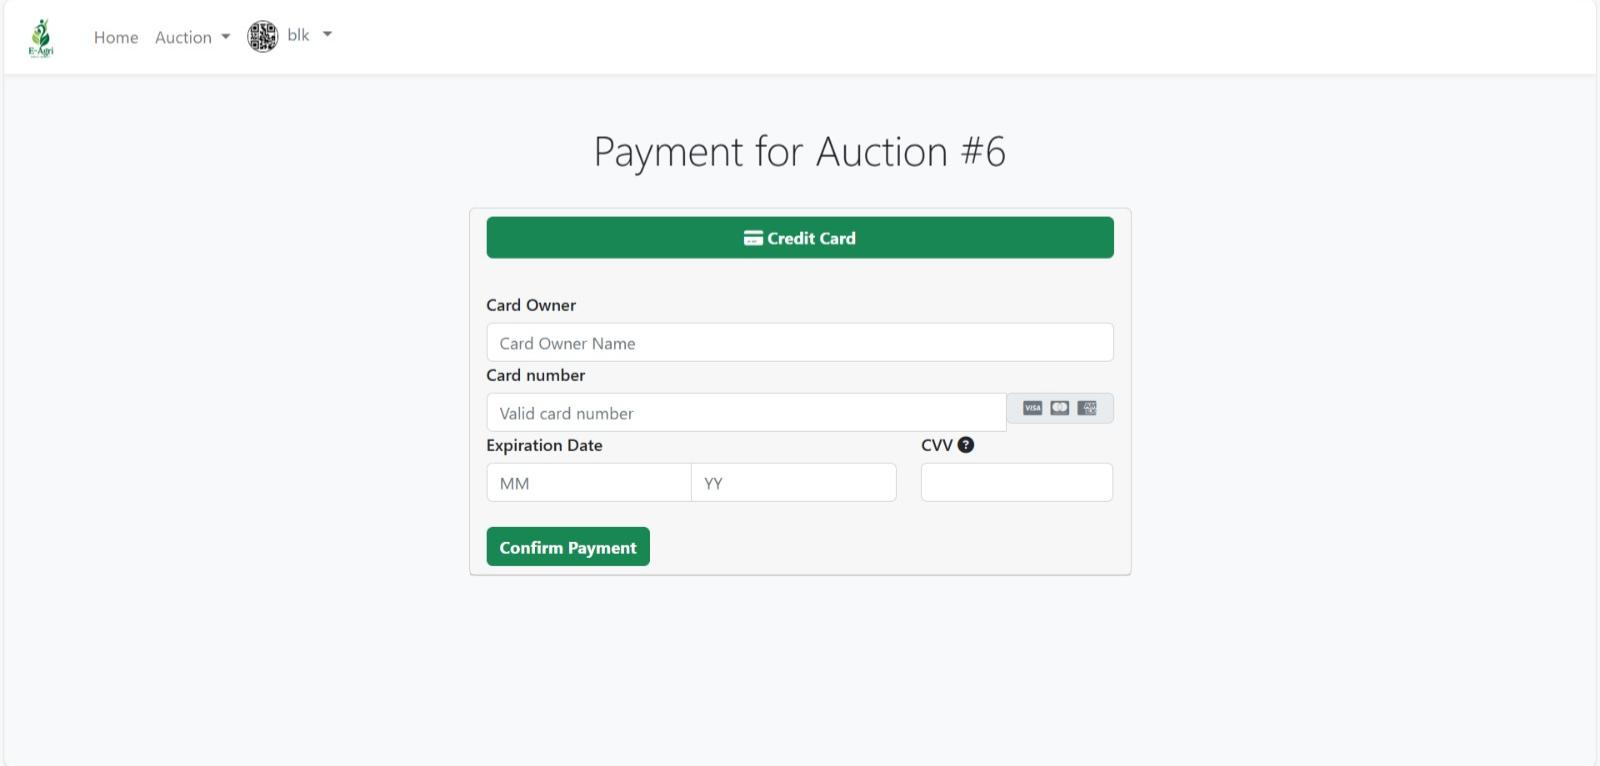 E-Agri
Home Auction blk
Payment for Auction #6
Credit Card
Card Owner
Card Owner Name
Card number
Valid card number VISA
Expiration Date CVV ?
MM YY
Confirm Payment